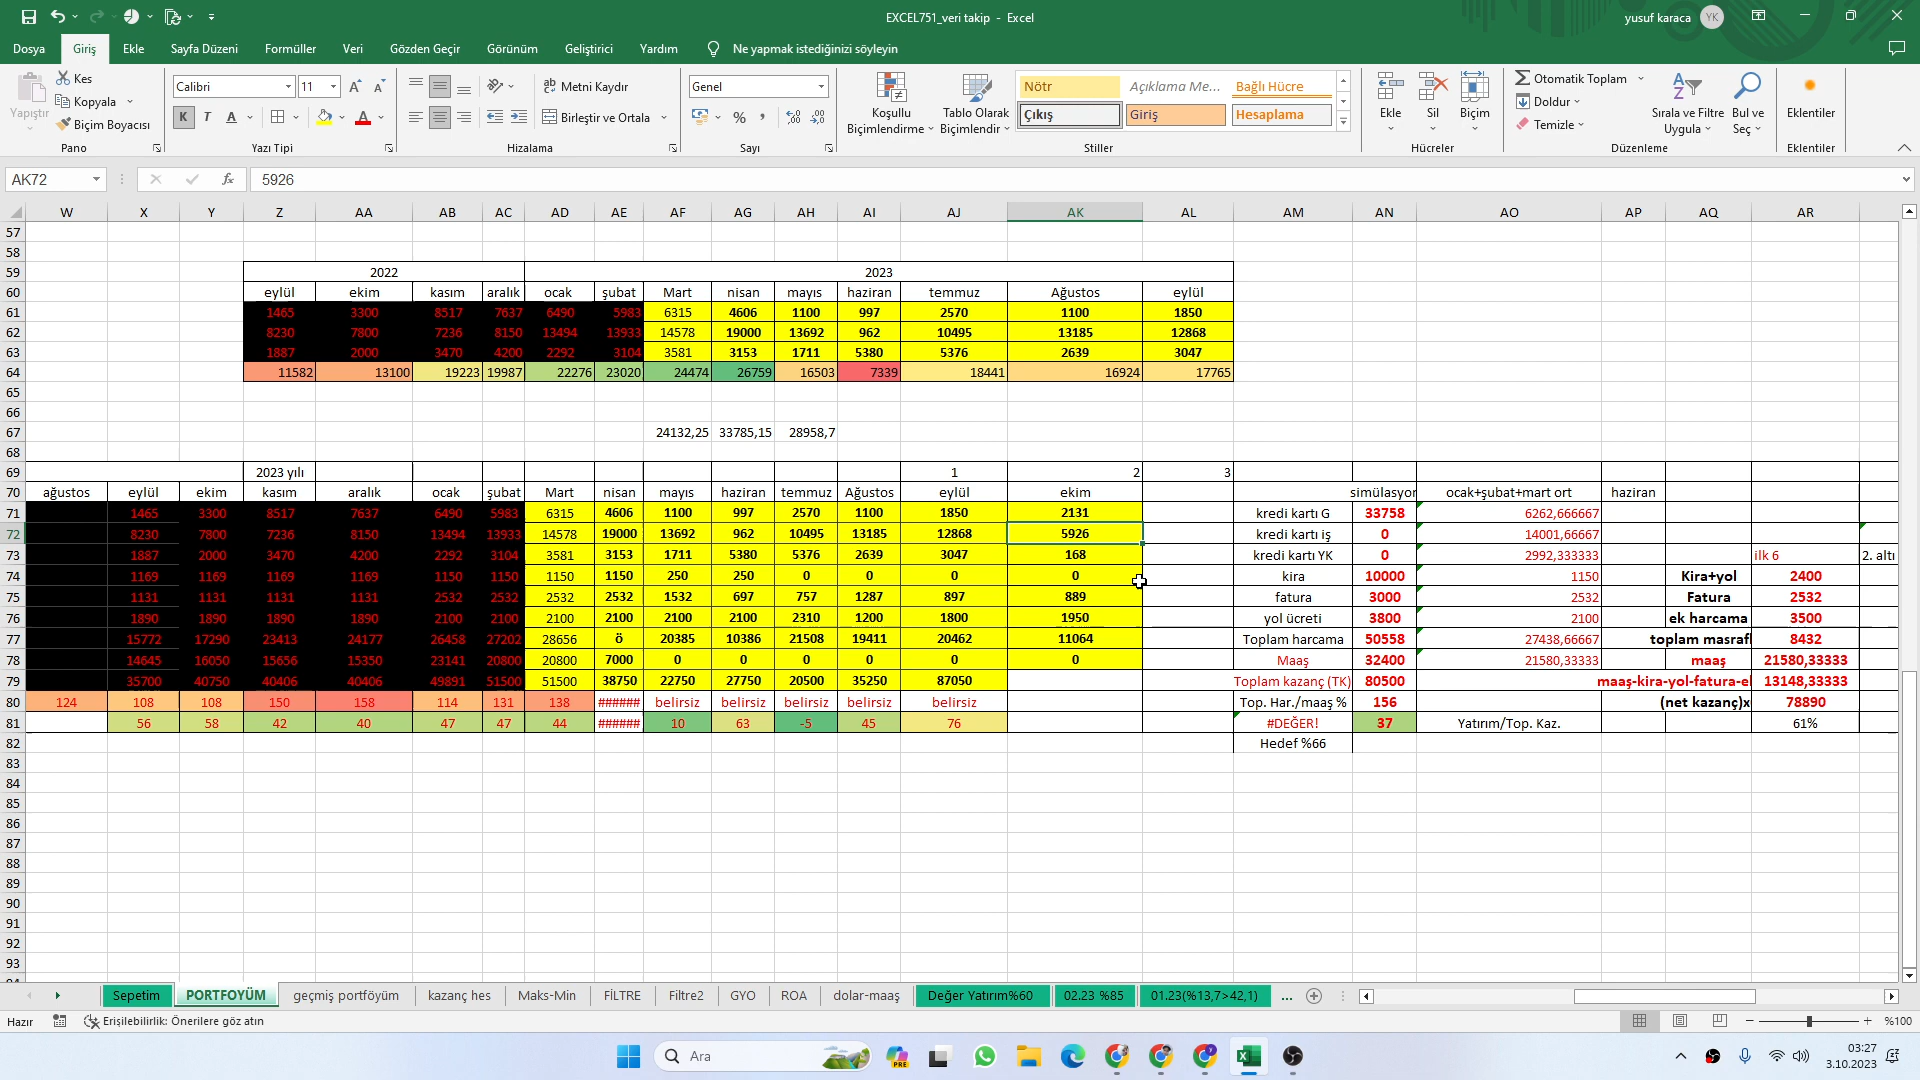 EXCEL751_veri takip - Excel
yusuf karaca YK
Dosya Giriş Ekle Sayfa Düzeni Formüller Veri Gözden Geçir Görünüm Geliştirici Yardım Ne yapmak istediğinizi söyleyin
Yapıştır Kes
Kopyala
Biçim Boyacısı
Pano
Calibri 11
K T A
Yazı Tipi
Metni Kaydır
Birleştir ve Ortala
Hizalama
Genel
Sayı
Koşullu Biçimlendirme
Tablo Olarak Biçimlendir
Nötr Açıklama Me... Bağlı Hücre
Çıkış Giriş Hesaplama
Stiller
Ekle Sil Biçim
Hücreler
Otomatik Toplam
Doldur
Temizle
Sırala ve Filtre Uygula
Bul ve Seç
Düzenleme
Eklentiler
Eklentiler
AK72 fx 5926
W X Y Z AA AB AC AD AE AF AG AH AI AJ AK AL AM AN AO AP AQ AR
57
58
59 2022 2023
60 eylül ekim kasım aralık ocak şubat Mart nisan mayıs haziran temmuz Ağustos eylül
61 1465 3300 8517 7637 6490 5983 6315 4606 1100 997 2570 1100 1850
62 8230 7800 7236 8150 13494 13933 14578 19000 13692 962 10495 13185 12868
63 1887 2000 3470 4200 2292 3104 3581 3153 1711 5380 5376 2639 3047
64 11582 13100 19223 19987 22276 23020 24474 26759 16503 7339 18441 16924 17765
65
66
67 24132,25 33785,15 28958,7
68
69 2023 yılı 1 2 3
70 ağustos eylül ekim kasım aralık ocak şubat Mart nisan mayıs haziran temmuz Ağustos eylül ekim simülasyon ocak+şubat+mart ort haziran
71 1465 3300 8517 7637 6490 5983 6315 4606 1100 997 2570 1100 1850 2131 kredi kartı G 33758 6262,666667
72 8230 7800 7236 8150 13494 13933 14578 19000 13692 962 10495 13185 12868 5926 kredi kartı iş 0 14001,66667
73 1887 2000 3470 4200 2292 3104 3581 3153 1711 5380 5376 2639 3047 168 kredi kartı YK 0 2992,333333 ilk 6 2. altı
74 1169 1169 1169 1169 1150 1150 1150 1150 250 250 0 0 0 0 kira 10000 1150 Kira+yol 2400
75 1131 1131 1131 1131 2532 2532 2532 2532 1532 697 757 1287 897 889 fatura 3000 2532 Fatura 2532
76 1890 1890 1890 1890 2100 2100 2100 2100 2100 2100 2310 1200 1800 1950 yol ücreti 3800 2100 ek harcama 3500
77 15772 17290 23413 24177 26458 27202 28656 ö 20385 10386 21508 19411 20462 11064 Toplam harcama 50558 27438,66667 toplam masrafl 8432
78 14645 16050 15656 15350 23141 20800 20800 7000 0 0 0 0 0 0 Maaş 32400 21580,33333 maaş 21580,33333
79 35700 40750 40406 40406 49891 51500 51500 38750 22750 27750 20500 35250 87050 Toplam kazanç (TK) 80500 maaş-kira-yol-fatura-e 13148,33333
80 124 108 108 150 158 114 131 138 ###### belirsiz belirsiz belirsiz belirsiz belirsiz Top. Har./maaş % 156 (net kazanç)x 78890
81 56 58 42 40 47 47 44 ###### 10 63 -5 45 76 #DEĞER! 37 Yatırım/Top. Kaz. 61%
82 Hedef %66
83
84
85
86
87
88
89
90
91
92
93
Sepetim PORTFOYÜM geçmiş portföyüm kazanç hes Maks-Min FİLTRE Filtre2 GYO ROA dolar-maaş Değer Yatırım%60 02.23 %85 01.23(%13,7>42,1) ...
Hazır Erişilebilirlik: Önerilere göz atın %100
Ara PRE 03:27
3.10.2023